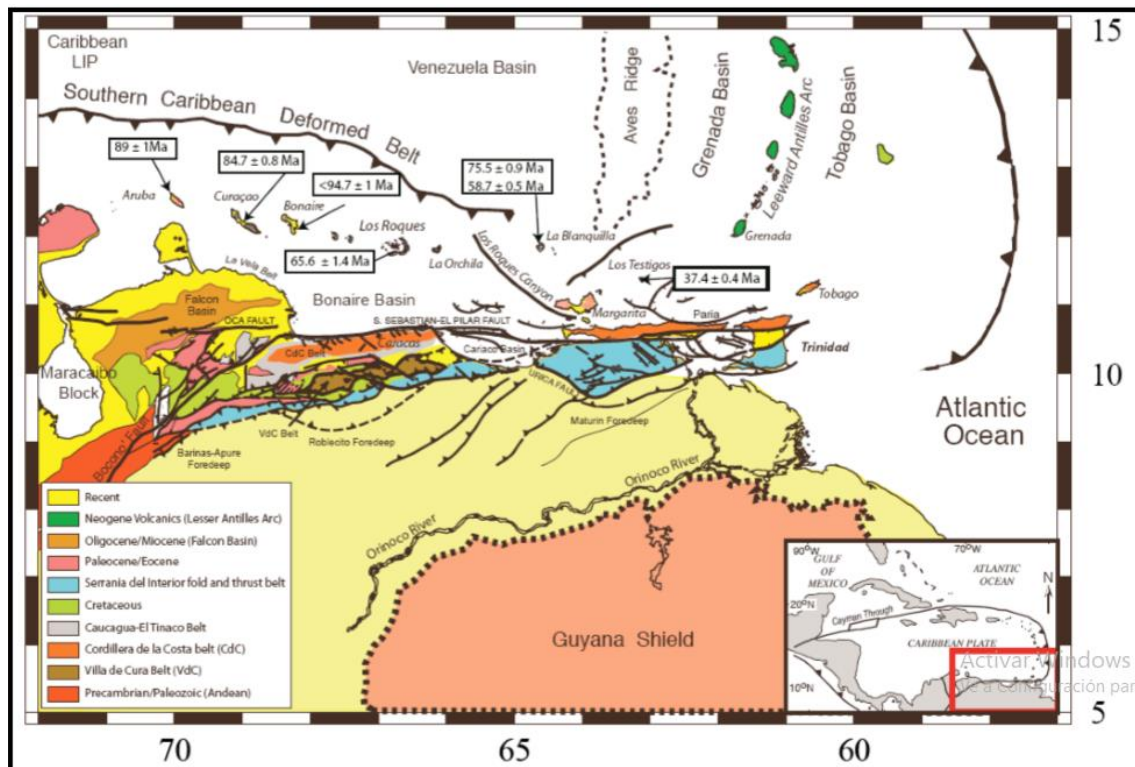 Caribbean
LIP
Venezuela Basin
15
Southern Caribbean Deformed Belt
Aves Ridge
Grenada Basin
Leeward Antilles Arc
Tobago Basin
89 ± 1Ma
84.7 ± 0.8 Ma
<94.7 ± 1 Ma
75.5 ± 0.9 Ma
58.7 ± 0.5 Ma
Aruba
Curaçao
Bonaire
Los Roques
La Orchila
La Blanquilla
Grenada
65.6 ± 1.4 Ma
Los Roques Canyon
Los Testigos
37.4 ± 0.4 Ma
La Vela Belt
Bonaire Basin
Margarita
Tobago
Falcon
Basin
OCA FAULT
S. SEBASTIAN-EL PILAR FAULT
Paria
Caracas
CdC Belt
Cariaco Basin
Trinidad
Maracaibo
Block
10
URICA FAULT
Atlantic
Ocean
Bocono' Fault
VdC Belt
Robleoito Foredeep
Maturin Foredeep
Barinas-Apure
Foredeep
Orinoco River
Orinoco River
Guyana Shield
Recent
Neogene Volcanics (Lesser Antilles Arc)
Oligocene/Miocene (Falcon Basin)
Paleocene/Eocene
Serrania del Interior fold and thrust belt
Cretaceous
Caucagua-El Tinaco Belt
Cordillera de la Costa belt (CdC)
Villa de Cura Belt (VdC)
Precambrian/Paleozoic (Andean)
90°W
70°W
GULF
OF
MEXICO
ATLANTIC
OCEAN
N
20°N
Cayman Through
CARIBBEAN PLATE
10°N
Activar Windows
Ve a Configuración par
5
70
65
60